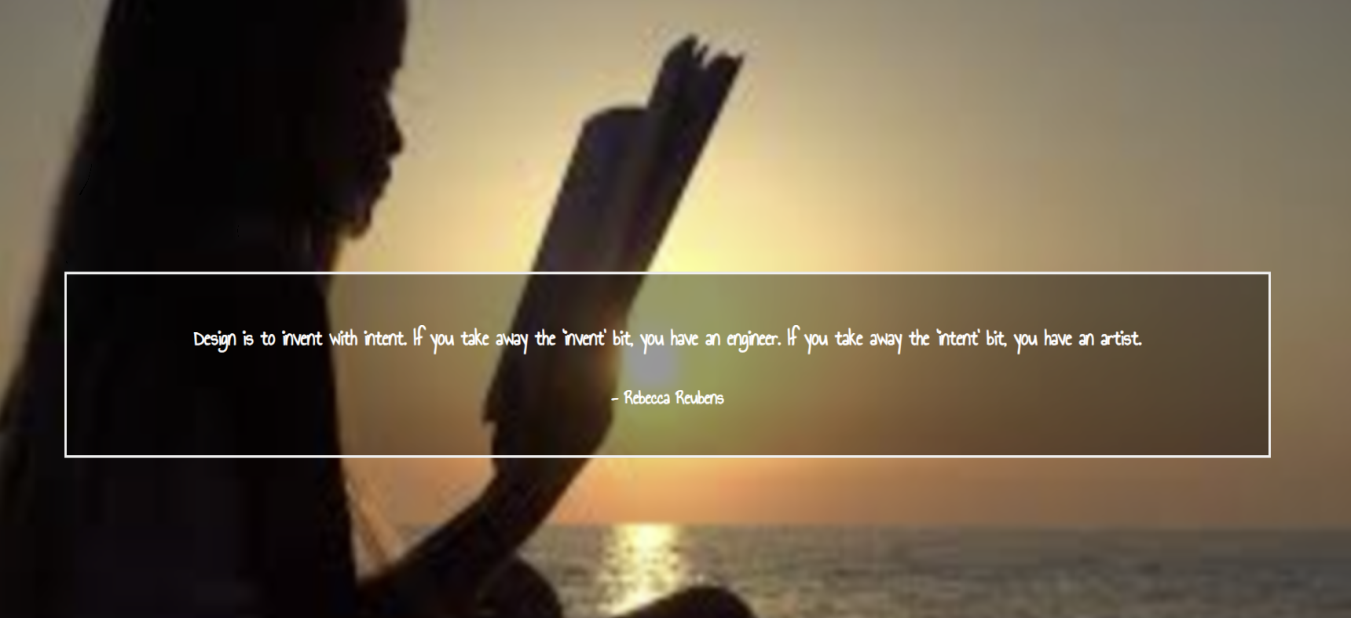 Design is to invent with intent. If you take away the ‘invent’ bit, you have an engineer. If you take away the ‘intent’ bit, you have an artist.
- Rebecca Reubens